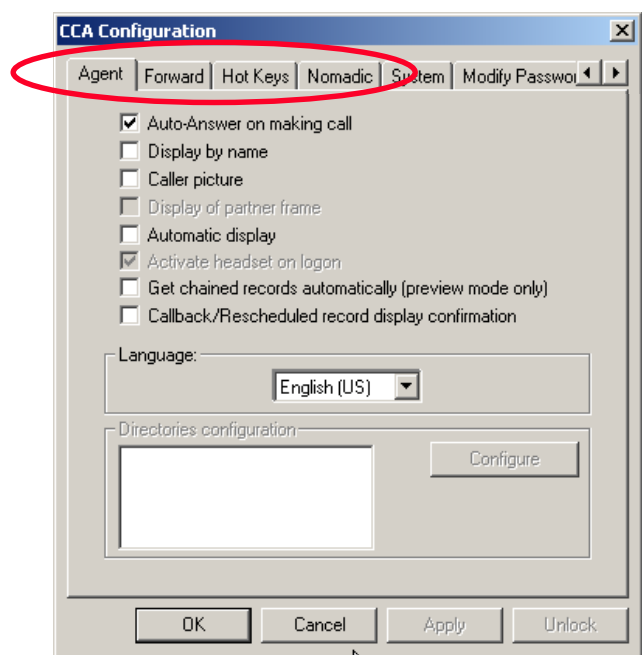 CCA Configuration
Agent Forward Hot Keys Nomadic System Modify
Auto-Answer on making call
Display by name
Caller picture
Display of partner frame
Automatic display
Activate headset on logon
Get chained records automatically (preview mode only)
Callback/Rescheduled record display confirmation
Language:
English (US)
Directories configuration
Configure
OK Cancel Apply Unlock